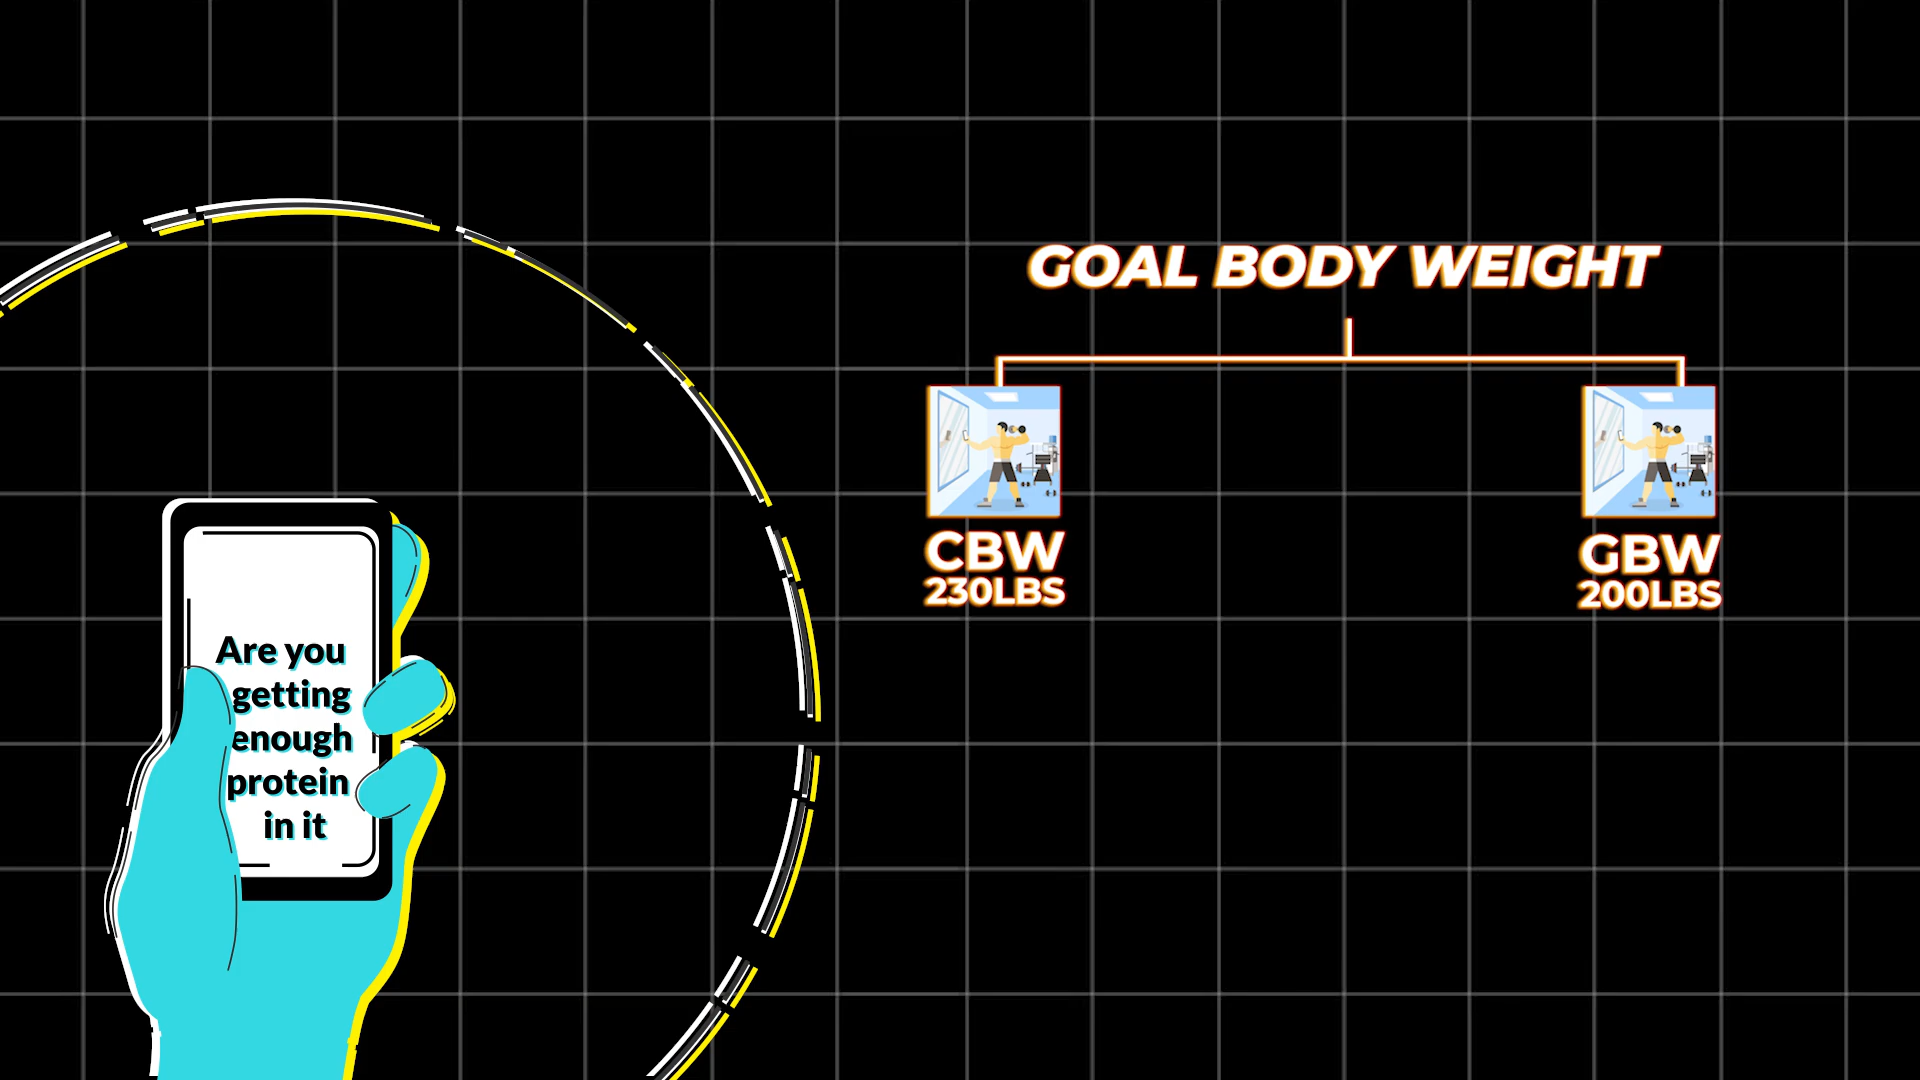 GOAL BODY WEIGHT
CBW
230LBS
GBW
200LBS
Are you
getting
enough
protein
in it